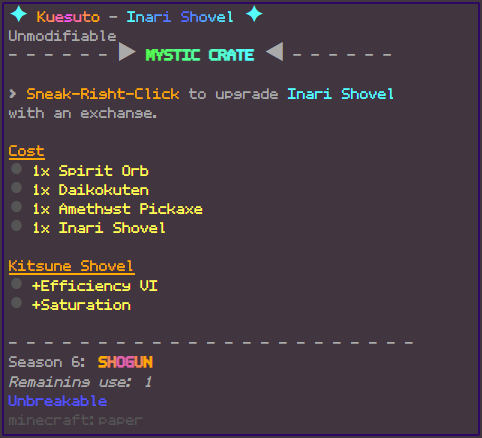 ✦ Kuesuto - Inari Shovel ✦
Unmodifiable
- - - - - - ▶ MYSTIC CRATE ◀ - - - - - -
› Sneak-Right-Click to upgrade Inari Shovel
with an exchange.
Cost
● 1x Spirit Orb
● 1x Daikokuten
● 1x Amethyst Pickaxe
● 1x Inari Shovel
Kitsune Shovel
● +Efficiency VI
● +Saturation
- - - - - - - - - - - - - - - - - - - - - - - -
Season 6: SHOGUN
Remaining use: 1
Unbreakable
minecraft:paper